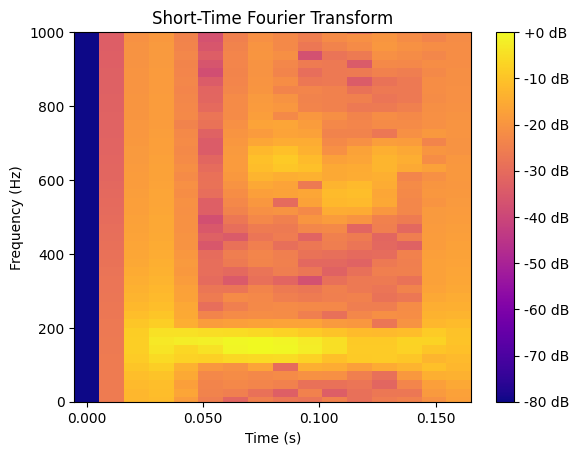 Short-Time Fourier Transform
1000
800
600
400
200
0
Frequency (Hz)
0.000
0.050
0.100
0.150
Time (s)
+0 dB
-10 dB
-20 dB
-30 dB
-40 dB
-50 dB
-60 dB
-70 dB
-80 dB